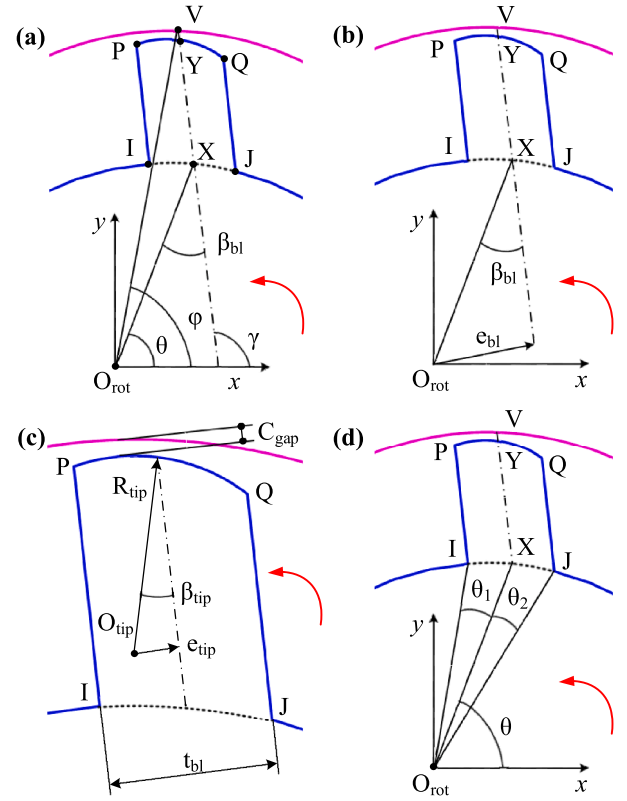 (a)
V
P
Y
Q
I
X
J
y
β_bl
φ
θ
γ
O_rot
x
(b)
V
P
Y
Q
I
X
J
y
β_bl
e_bl
O_rot
x
(c)
C_gap
P
R_tip
Q
β_tip
O_tip
e_tip
I
J
t_bl
(d)
V
P
Y
Q
I
X
J
θ_1
θ_2
y
θ
O_rot
x